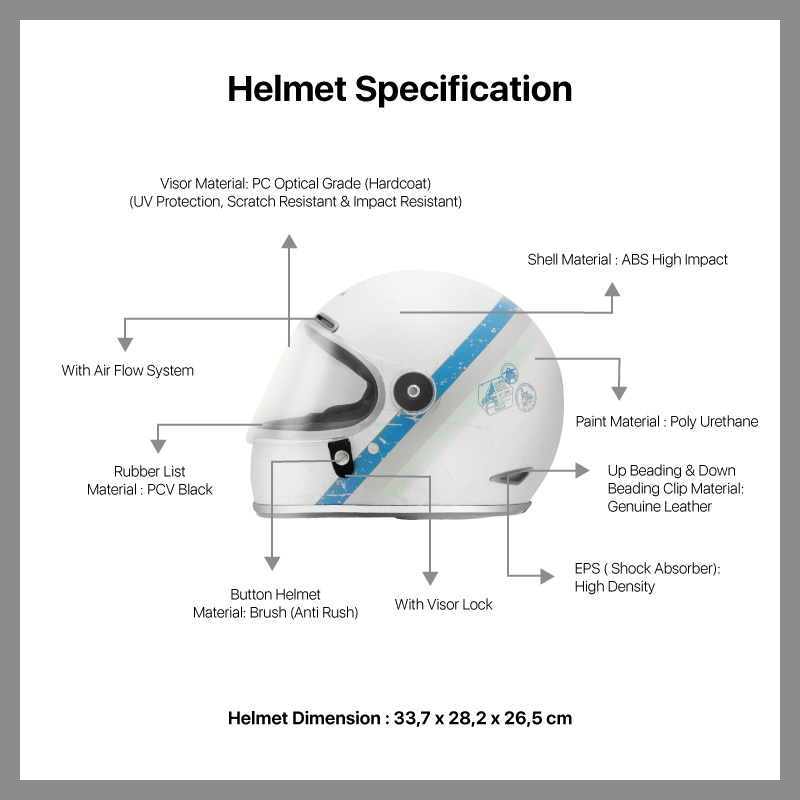 Helmet Specification
Visor Material: PC Optical Grade (Hardcoat)
(UV Protection, Scratch Resistant & Impact Resistant)
Shell Material : ABS High Impact
With Air Flow System
Paint Material : Poly Urethane
Rubber List
Material : PCV Black
Up Beading & Down
Beading Clip Material:
Genuine Leather
EPS ( Shock Absorber):
High Density
Button Helmet
Material: Brush (Anti Rush)
With Visor Lock
Helmet Dimension : 33,7 x 28,2 x 26,5 cm